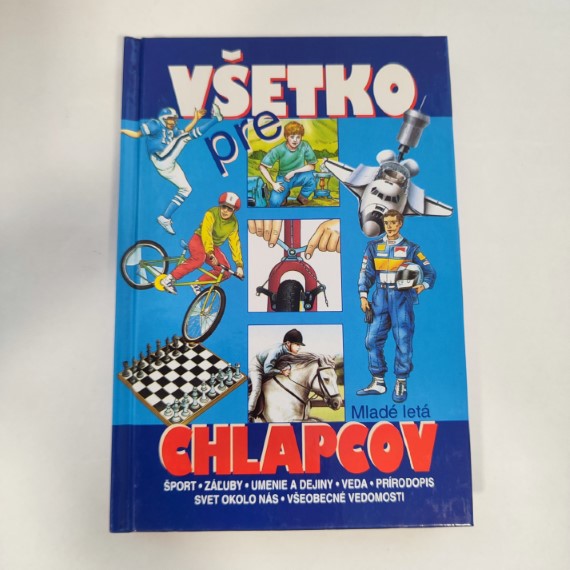 VŠETKO
pre
Mladé letá
CHLAPCOV
ŠPORT • ZÁĽUBY • UMENIE A DEJINY • VEDA • PRÍRODOPIS
SVET OKOLO NÁS • VŠEOBECNÉ VEDOMOSTI